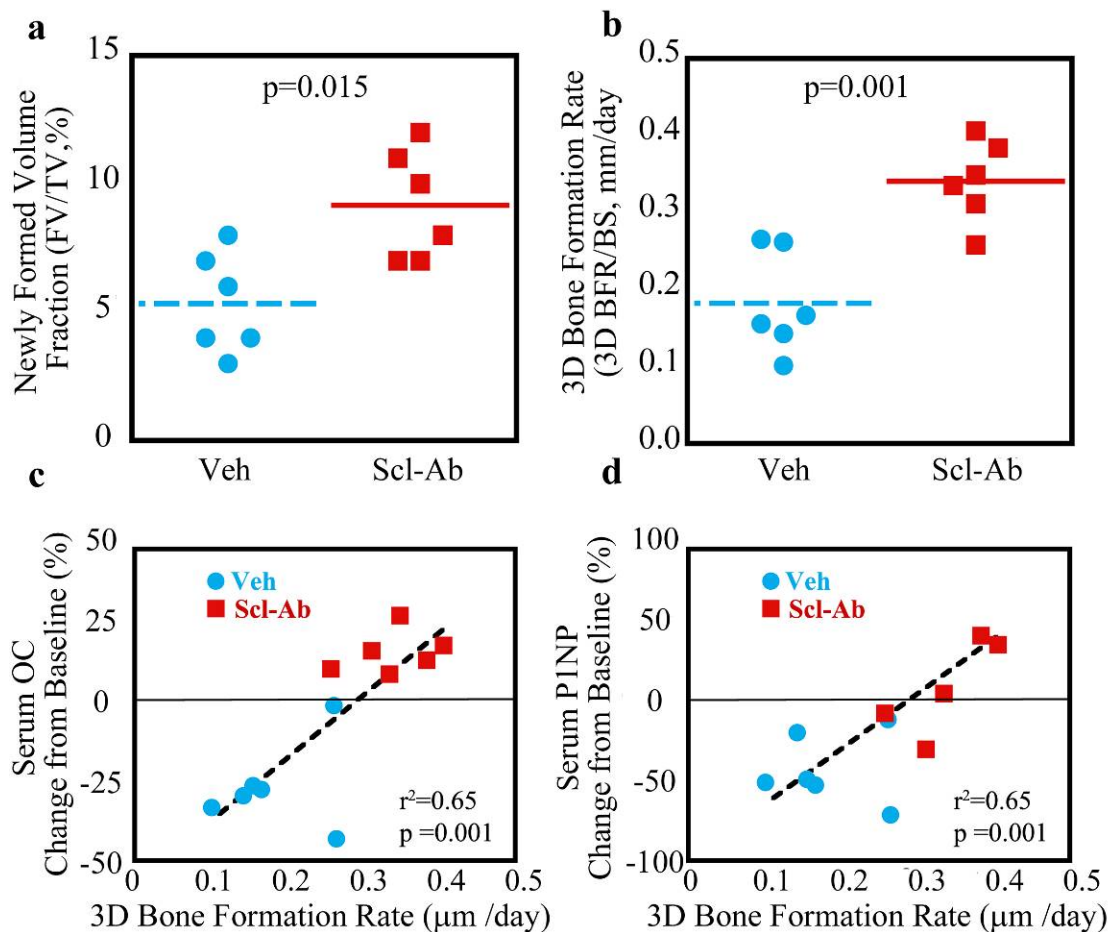 a
15
10
5
0
Newly Formed Volume
Fraction (FV/TV,%)
p=0.015
Veh
Scl-Ab
b
0.5
0.4
0.3
0.2
0.1
0.0
3D Bone Formation Rate
(3D BFR/BS, mm/day
p=0.001
Veh
Scl-Ab
c
50
25
0
-25
-50
Serum OC
Change from Baseline (%)
Veh
Scl-Ab
r²=0.65
p =0.001
0
0.1
0.2
0.3
0.4
0.5
3D Bone Formation Rate (μm /day)
d
100
50
0
-50
-100
Serum P1NP
Change from Baseline (%)
Veh
Scl-Ab
r²=0.65
p =0.001
0
0.1
0.2
0.3
0.4
0.5
3D Bone Formation Rate (μm /day)